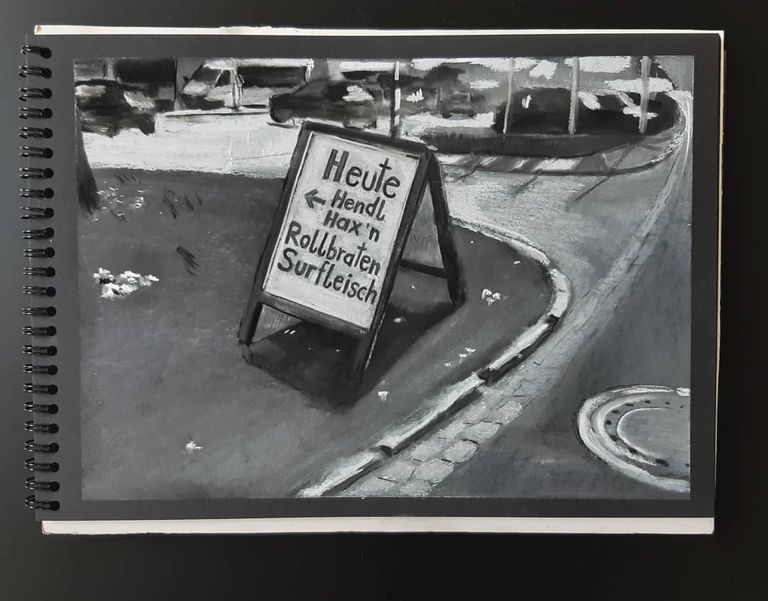 Heute
← Hendl
Hax'n
Rollbraten
Surfleisch